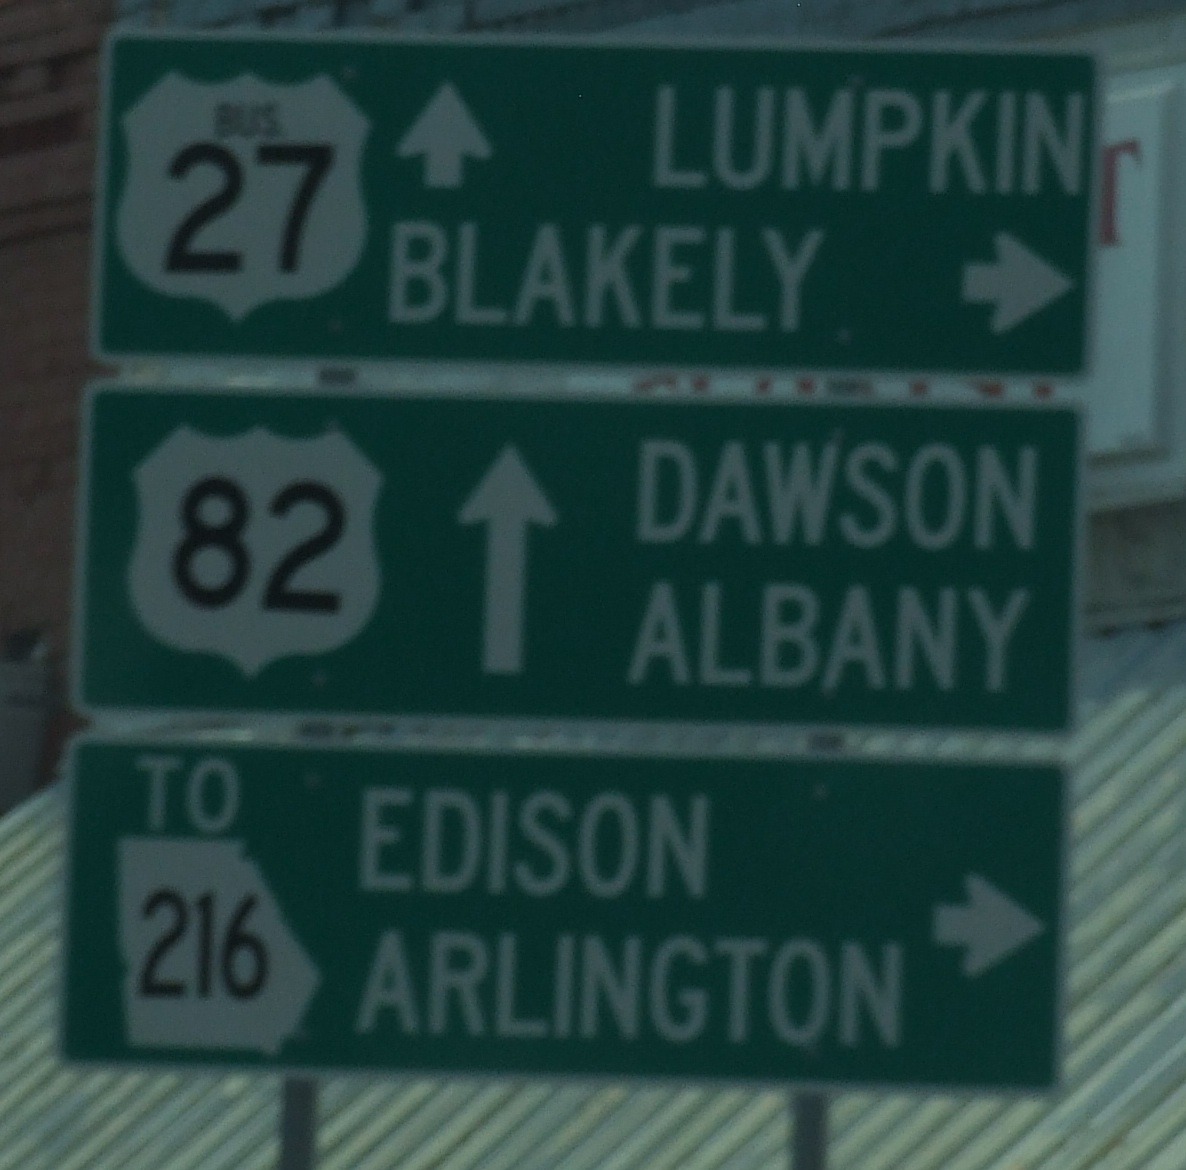 BUS.
27
LUMPKIN
BLAKELY
82
DAWSON
ALBANY
TO
216
EDISON
ARLINGTON